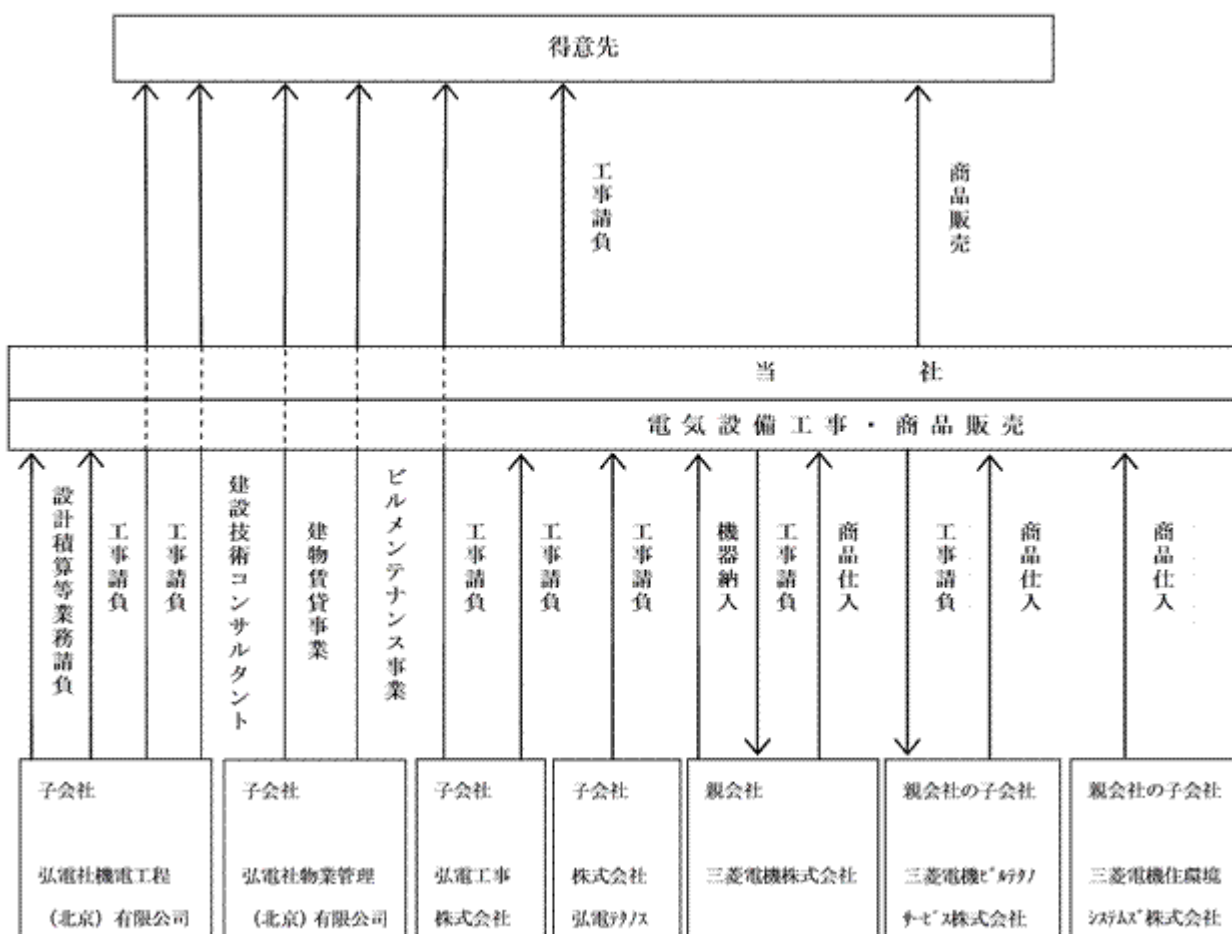 得意先
工事請負
商品販売
当社
電気設備工事・商品販売
設計積算等業務請負
工事請負
工事請負
建設技術コンサルタント
建物賃貸事業
ビルメンテナンス事業
工事請負
工事請負
工事請負
機器納入
工事請負
商品仕入
工事請負
商品仕入
商品仕入
子会社
弘電社機電工程
（北京）有限公司
子会社
弘電社物業管理
（北京）有限公司
子会社
弘電工事
株式会社
子会社
株式会社
弘電ﾃｸﾉｽ
親会社
三菱電機株式会社
親会社の子会社
三菱電機ﾋﾞﾙﾃｸﾉ
ｻｰﾋﾞｽ株式会社
親会社の子会社
三菱電機住環境
ｼｽﾃﾑｽﾞ株式会社